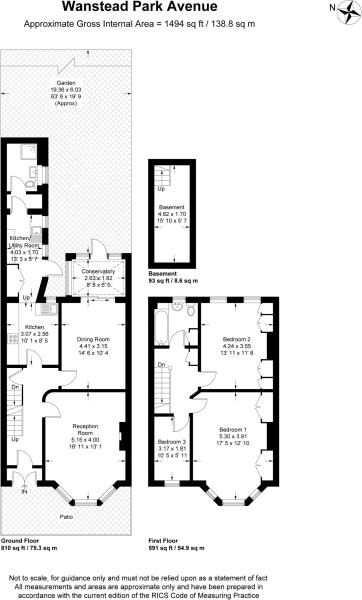 Wanstead Park Avenue
Approximate Gross Internal Area = 1494 sq ft / 138.8 sq m
N
Garden
19.36 x 6.03
63' 6 x 19' 9
(Approx)
Kitchen/
Utility Room
4.03 x 1.70
13' 3 x 5' 7
Up
Conservatory
2.63 x 1.82
8' 8 x 6' 0
Kitchen
3.07 x 2.56
10' 1 x 8' 5
Dining Room
4.41 x 3.15
14' 6 x 10' 4
Dn
Up
Reception
Room
5.15 x 4.00
16' 11 x 13' 1
IN
Patio
Ground Floor
810 sq ft / 75.3 sq m
Up
Basement
4.82 x 1.70
15' 10 x 5' 7
Basement
93 sq ft / 8.6 sq m
Dn
Bedroom 2
4.24 x 3.55
13' 11 x 11' 8
Bedroom 1
5.30 x 3.91
17' 5 x 12' 10
Bedroom 3
3.17 x 1.81
10' 5 x 5' 11
First Floor
591 sq ft / 54.9 sq m
Not to scale, for guidance only and must not be relied upon as a statement of fact
All measurements and areas are approximate only and have been prepared in
accordance with the current edition of the RICS Code of Measuring Practice